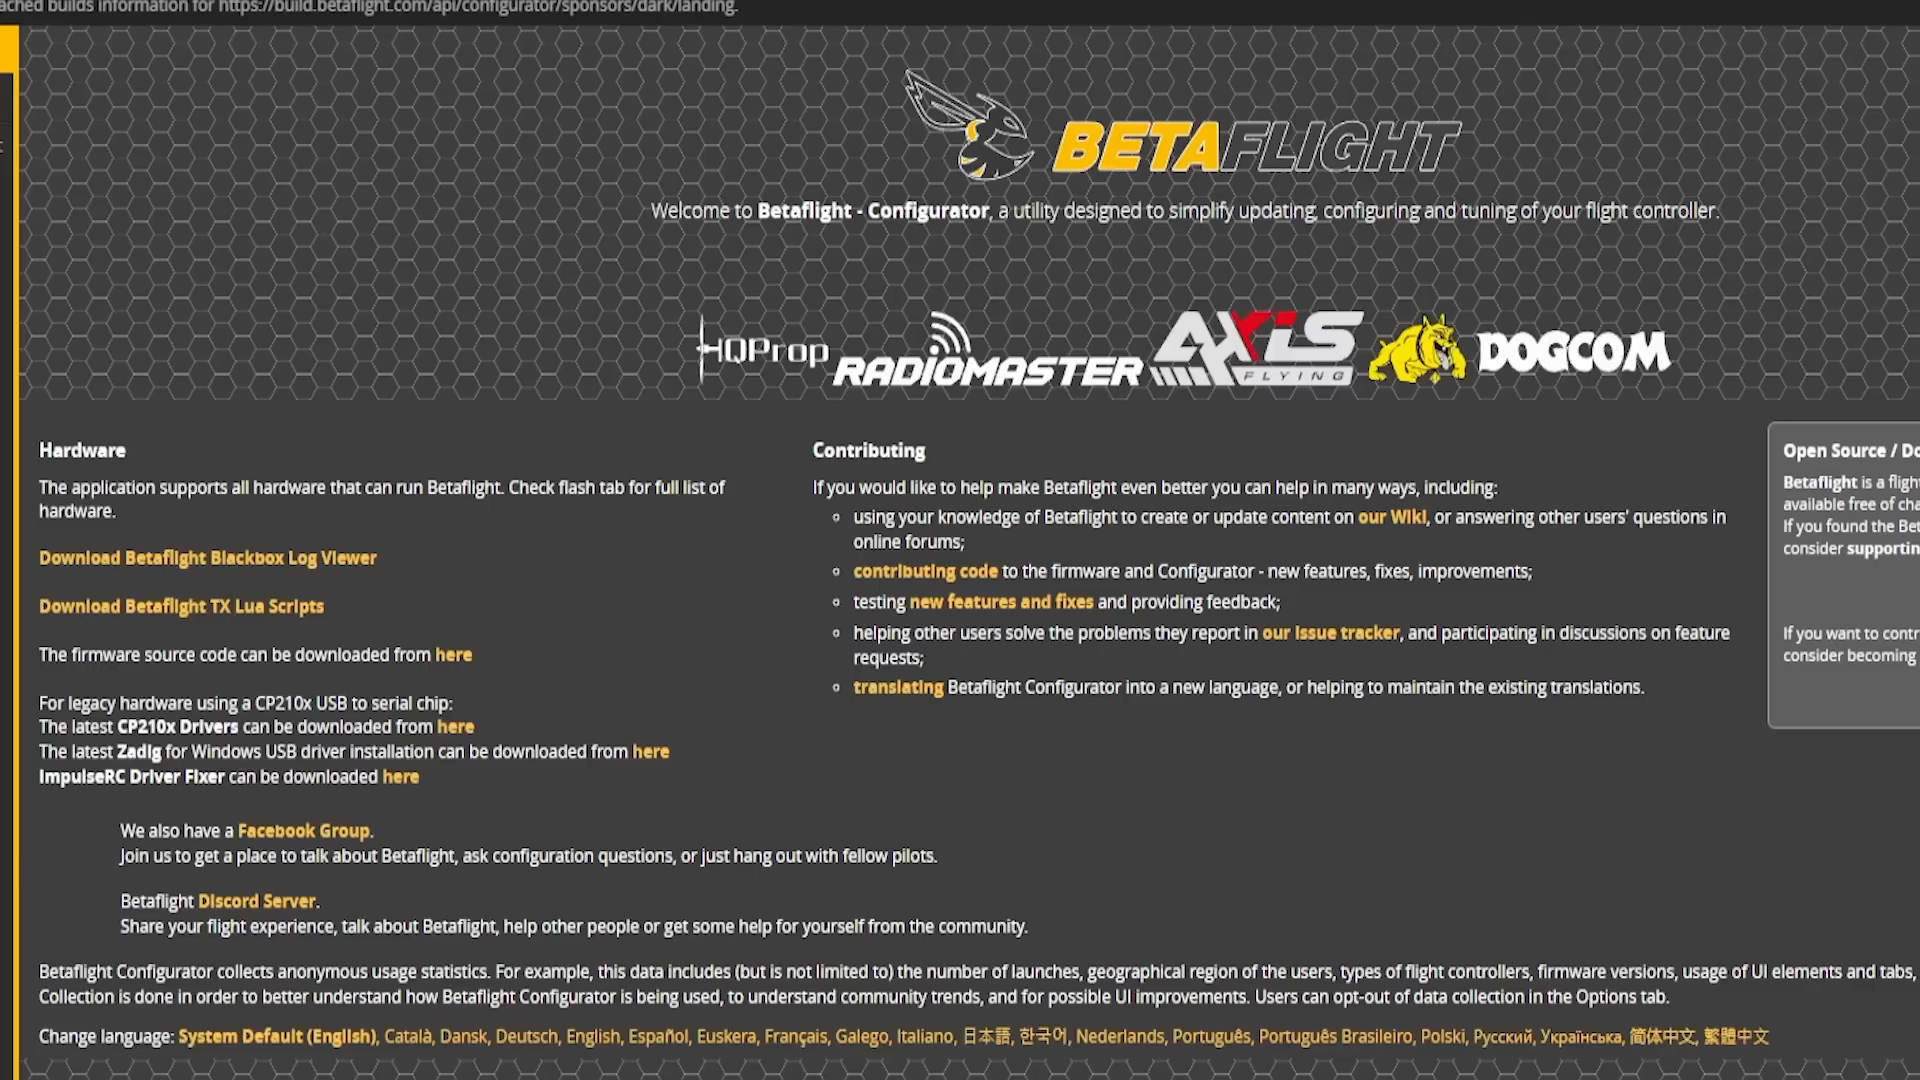 ached builds information for https://build.betaflight.com/api/configurator/sponsors/dark/landing.
BETAFLIGHT
Welcome to Betaflight - Configurator, a utility designed to simplify updating, configuring and tuning of your flight controller.
HQProp RADIOMASTER AXIS FLYING DOGCOM
Hardware
The application supports all hardware that can run Betaflight. Check flash tab for full list of
hardware.
Download Betaflight Blackbox Log Viewer
Download Betaflight TX Lua Scripts
The firmware source code can be downloaded from here
For legacy hardware using a CP210x USB to serial chip:
The latest CP210x Drivers can be downloaded from here
The latest Zadig for Windows USB driver installation can be downloaded from here
ImpulseRC Driver Fixer can be downloaded here
Contributing
If you would like to help make Betaflight even better you can help in many ways, including:
using your knowledge of Betaflight to create or update content on our Wiki, or answering other users' questions in
online forums;
contributing code to the firmware and Configurator - new features, fixes, improvements;
testing new features and fixes and providing feedback;
helping other users solve the problems they report in our issue tracker, and participating in discussions on feature
requests;
translating Betaflight Configurator into a new language, or helping to maintain the existing translations.
Open Source / Do
Betaflight is a fligh
available free of cha
If you found the Bet
consider supportin
If you want to contr
consider becoming
We also have a Facebook Group.
Join us to get a place to talk about Betaflight, ask configuration questions, or just hang out with fellow pilots.
Betaflight Discord Server.
Share your flight experience, talk about Betaflight, help other people or get some help for yourself from the community.
Betaflight Configurator collects anonymous usage statistics. For example, this data includes (but is not limited to) the number of launches, geographical region of the users, types of flight controllers, firmware versions, usage of UI elements and tabs,
Collection is done in order to better understand how Betaflight Configurator is being used, to understand community trends, and for possible UI improvements. Users can opt-out of data collection in the Options tab.
Change language: System Default (English), Català, Dansk, Deutsch, English, Español, Euskera, Français, Galego, Italiano, 日本語, 한국어, Nederlands, Português, Português Brasileiro, Polski, Русский, Українська, 简体中文, 繁體中文